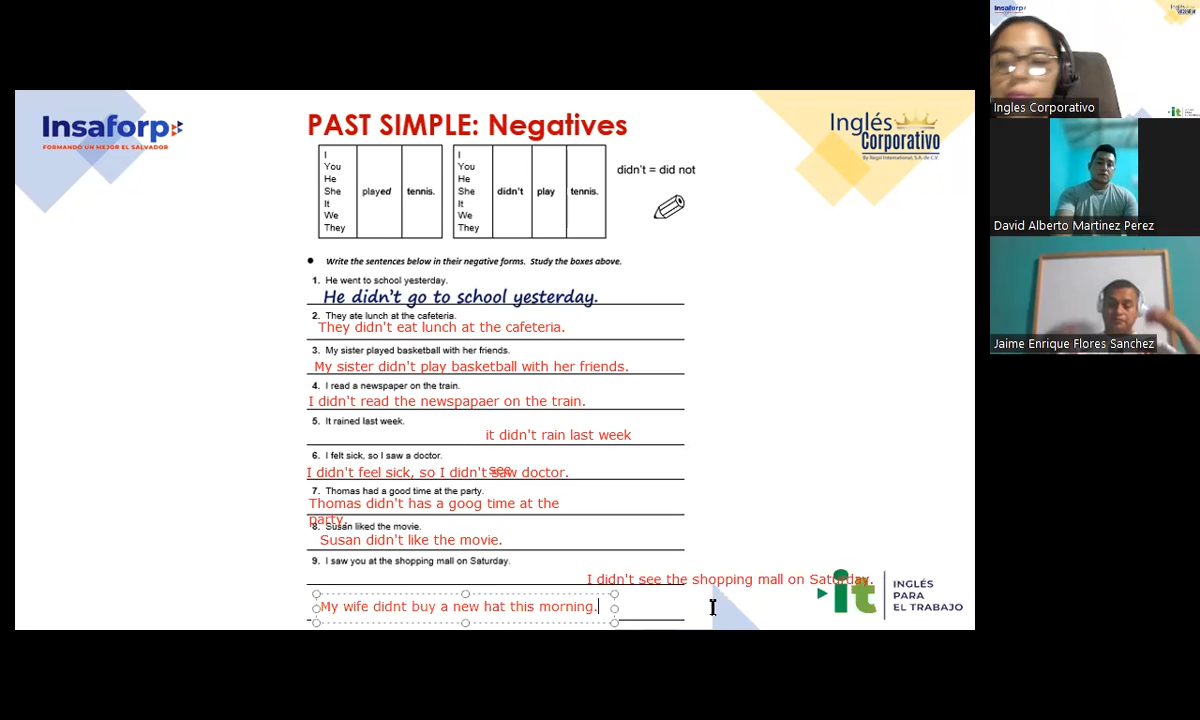 Insaforp
FORMANDO UN MEJOR EL SALVADOR
PAST SIMPLE: Negatives
Inglés
Corporativo
By Regal International, S.A. de C.V.
I
You
He
She
It
We
They
played
tennis.
I
You
He
She
It
We
They
didn't
play
tennis.
didn't = did not
Write the sentences below in their negative forms. Study the boxes above.
1. He went to school yesterday.
He didn't go to school yesterday.
2. They ate lunch at the cafeteria.
They didn't eat lunch at the cafeteria.
3. My sister played basketball with her friends.
My sister didn't play basketball with her friends.
4. I read a newspaper on the train.
I didn't read the newspapaer on the train.
5. It rained last week.
it didn't rain last week
6. I felt sick, so I saw a doctor.
see
I didn't feel sick, so I didn't saw doctor.
7. Thomas had a good time at the party.
Thomas didn't has a goog time at the
party.
8. Susan liked the movie.
Susan didn't like the movie.
9. I saw you at the shopping mall on Saturday.
I didn't see the shopping mall on Saturday.
My wife didnt buy a new hat this morning.
it
INGLÉS
PARA
EL TRABAJO
Insaforp
Ingles Corporativo
it
David Alberto Martinez Perez
Jaime Enrique Flores Sanchez